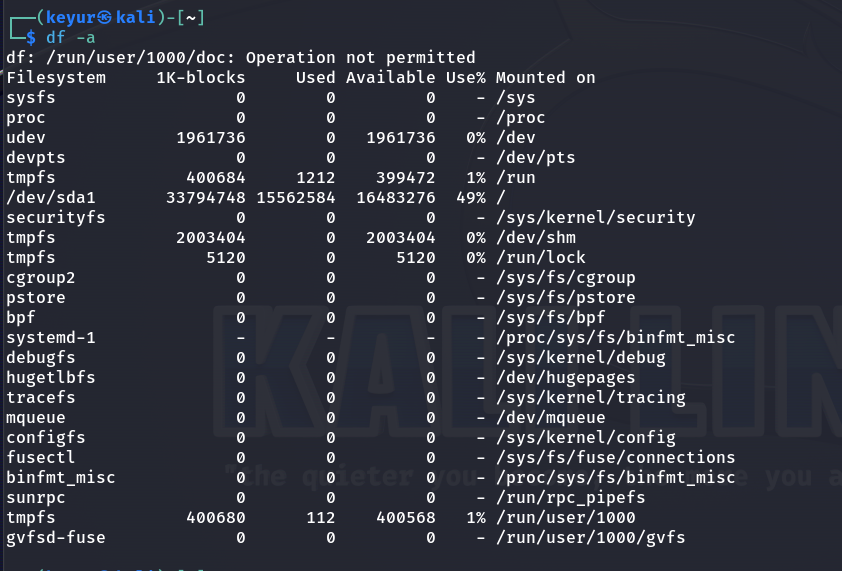 ┌──(keyur㉿kali)-[~]
└─$ df -a
df: /run/user/1000/doc: Operation not permitted
Filesystem     1K-blocks     Used Available Use% Mounted on
sysfs                  0        0         0    - /sys
proc                   0        0         0    - /proc
udev             1961736        0   1961736   0% /dev
devpts                 0        0         0    - /dev/pts
tmpfs             400684     1212    399472   1% /run
/dev/sda1       33794748 15562584  16483276  49% /
securityfs             0        0         0    - /sys/kernel/security
tmpfs            2003404        0   2003404   0% /dev/shm
tmpfs               5120        0      5120   0% /run/lock
cgroup2                0        0         0    - /sys/fs/cgroup
pstore                 0        0         0    - /sys/fs/pstore
bpf                    0        0         0    - /sys/fs/bpf
systemd-1              -        -         -    - /proc/sys/fs/binfmt_misc
debugfs                0        0         0    - /sys/kernel/debug
hugetlbfs              0        0         0    - /dev/hugepages
tracefs                0        0         0    - /sys/kernel/tracing
mqueue                 0        0         0    - /dev/mqueue
configfs               0        0         0    - /sys/kernel/config
fusectl                0        0         0    - /sys/fs/fuse/connections
binfmt_misc            0        0         0    - /proc/sys/fs/binfmt_misc
sunrpc                 0        0         0    - /run/rpc_pipefs
tmpfs             400680      112    400568   1% /run/user/1000
gvfsd-fuse             0        0         0    - /run/user/1000/gvfs
KALI LIN
"the quieter you